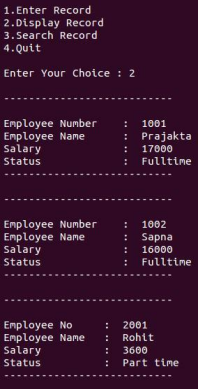 1.Enter Record
2.Display Record
3.Search Record
4.Quit
Enter Your Choice : 2
---------------------------
Employee Number : 1001
Employee Name : Prajakta
Salary : 17000
Status : Fulltime
---------------------------
---------------------------
Employee Number : 1002
Employee Name : Sapna
Salary : 16000
Status : Fulltime
---------------------------
---------------------------
Employee No : 2001
Employee Name : Rohit
Salary : 3600
Status : Part time
---------------------------